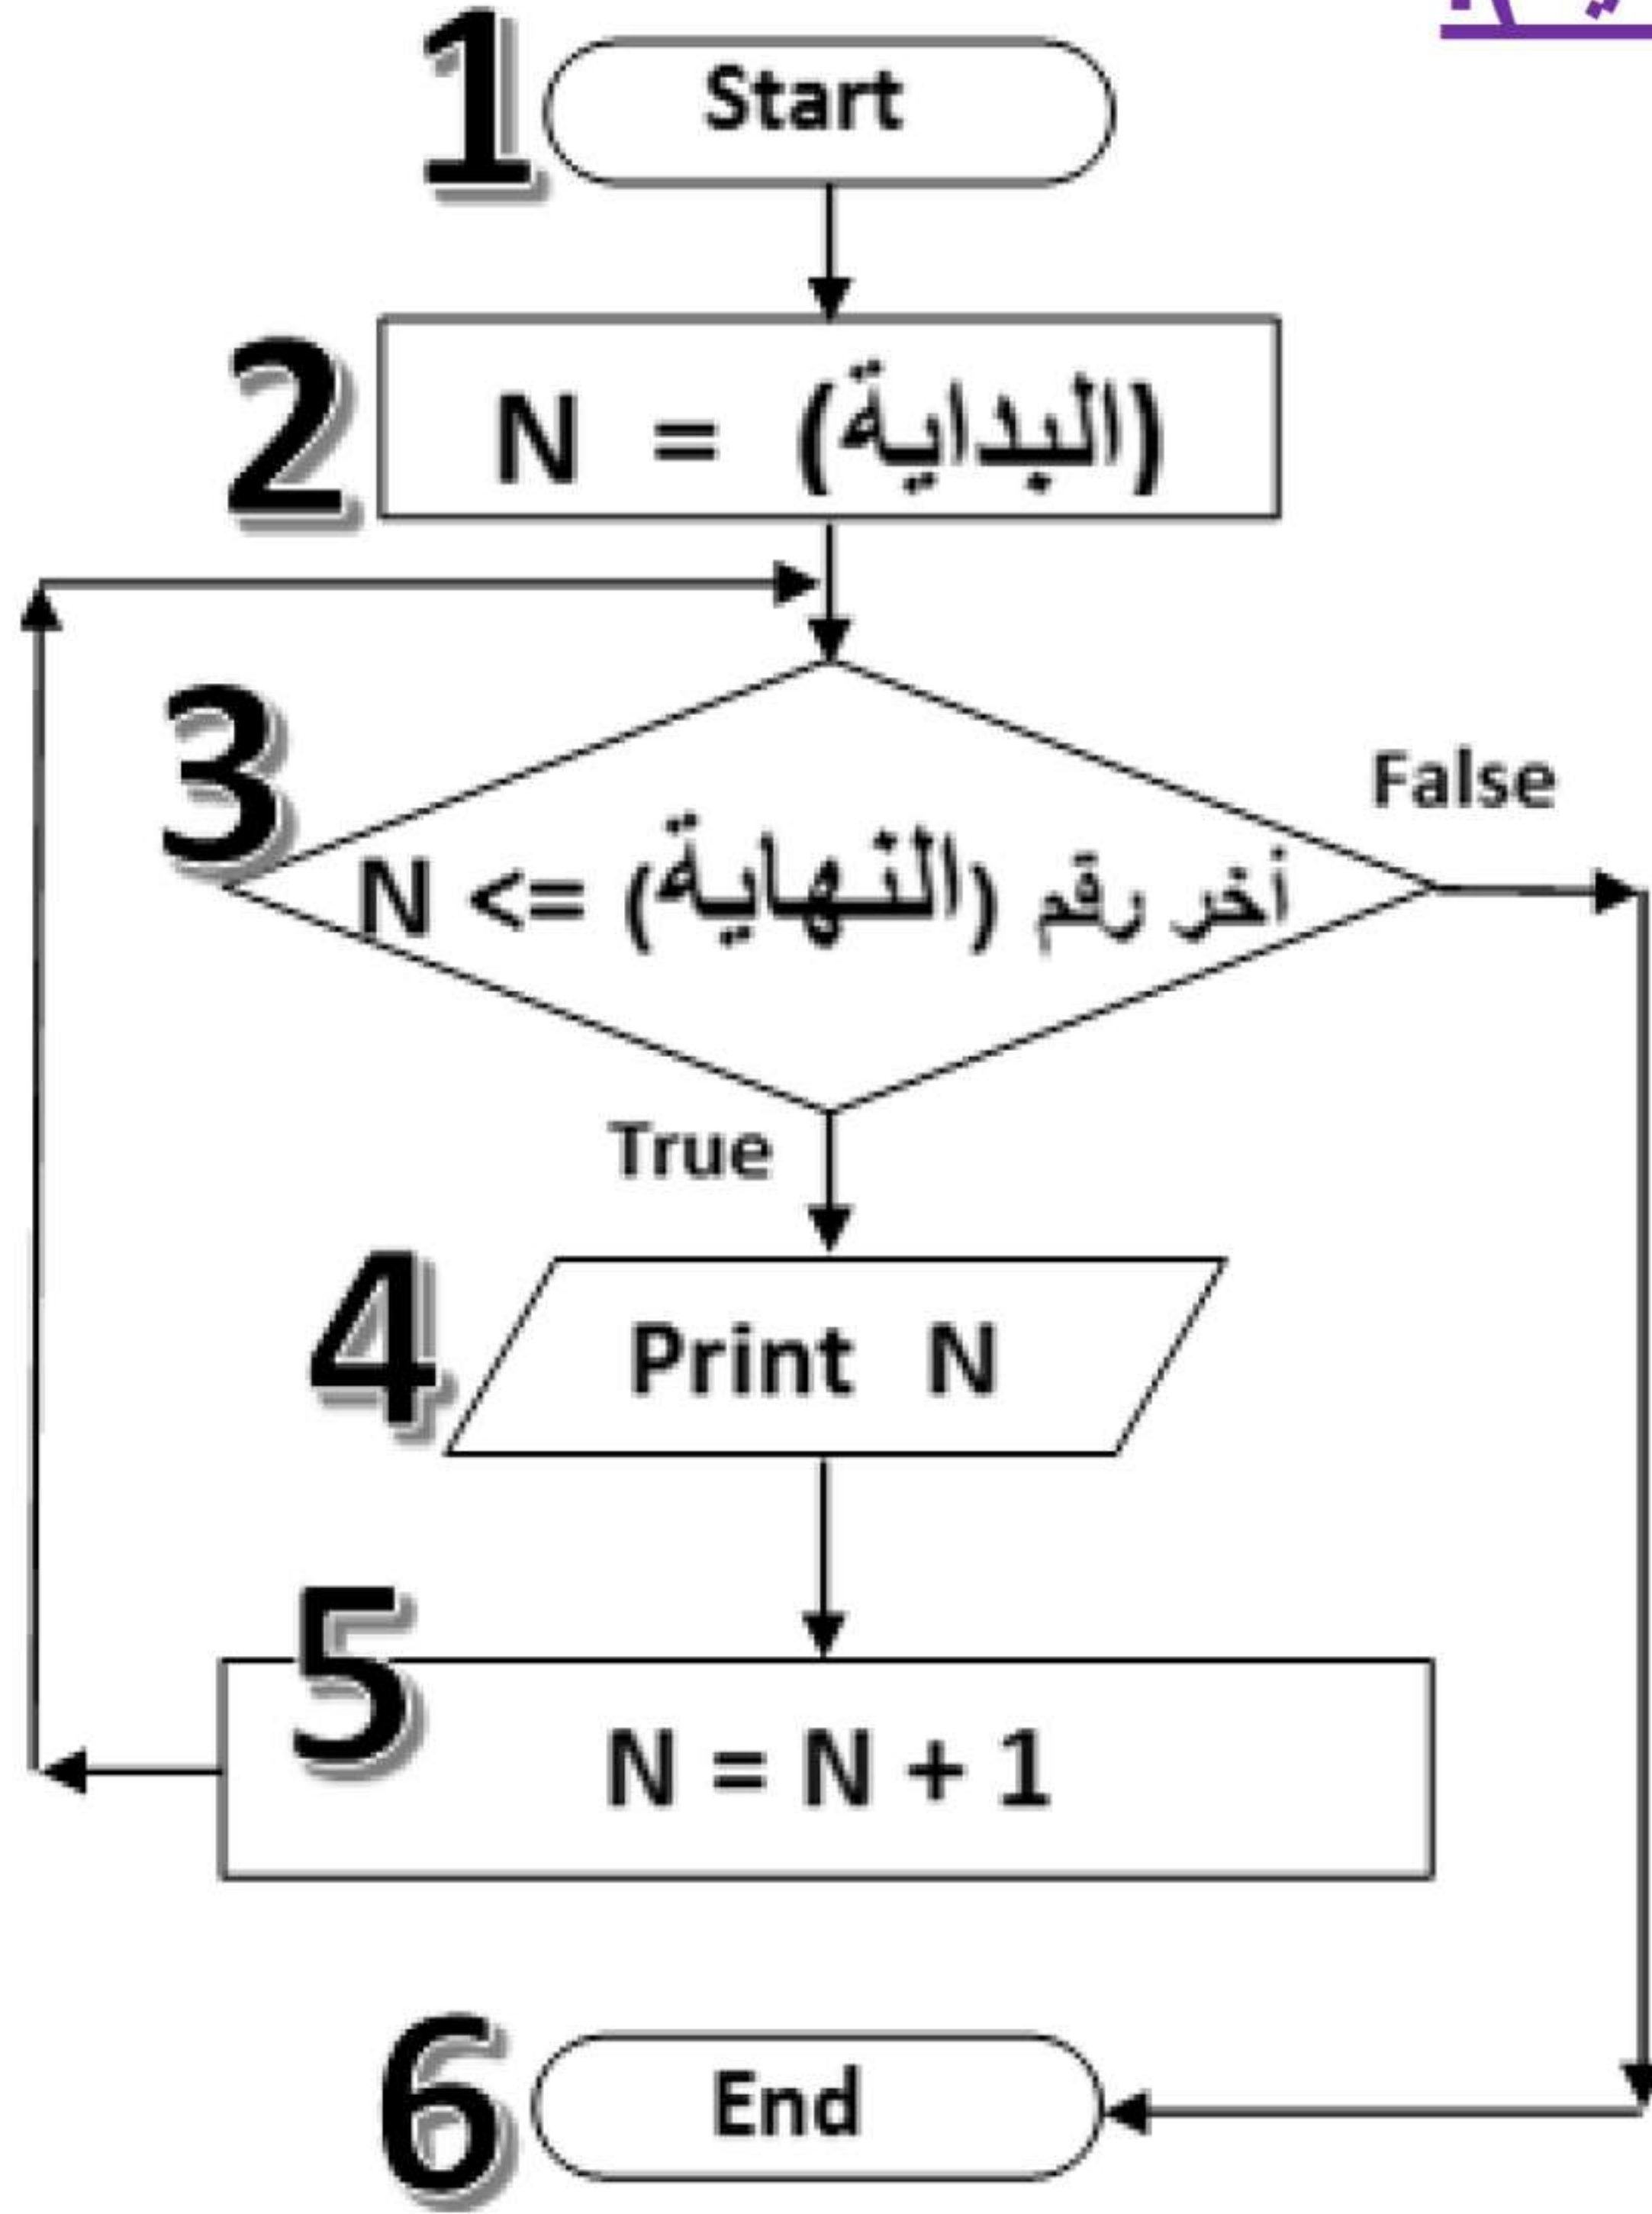 1 Start
2 N = (البداية)
3 N <= (النهاية) أخر رقم
False
True
4 Print N
5 N = N + 1
6 End